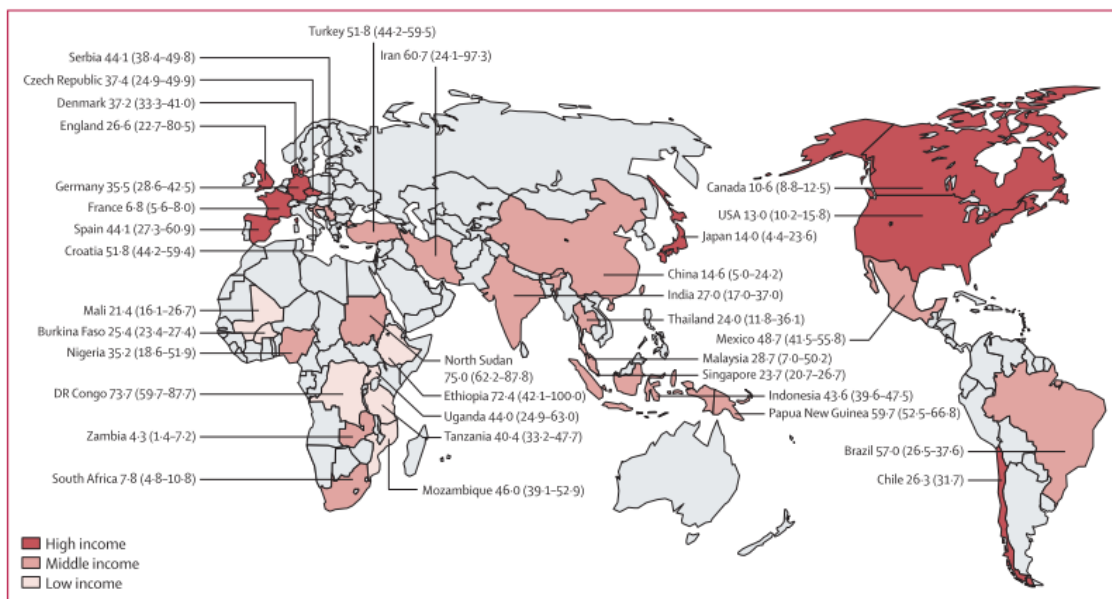 Turkey 51·8 (44·2–59·5)
Iran 60·7 (24·1–97·3)
Serbia 44·1 (38·4–49·8)
Czech Republic 37·4 (24·9–49·9)
Denmark 37·2 (33·3–41·0)
England 26·6 (22·7–80·5)
Germany 35·5 (28·6–42·5)
France 6·8 (5·6–8·0)
Spain 44·1 (27·3–60·9)
Croatia 51·8 (44·2–59·4)
Mali 21·4 (16·1–26·7)
Burkina Faso 25·4 (23·4–27·4)
Nigeria 35·2 (18·6–51·9)
DR Congo 73·7 (59·7–87·7)
Zambia 4·3 (1·4–7·2)
South Africa 7·8 (4·8–10·8)
North Sudan
75·0 (62·2–87·8)
Ethiopia 72·4 (42·1–100·0)
Uganda 44·0 (24·9–63·0)
Tanzania 40·4 (33·2–47·7)
Mozambique 46·0 (39·1–52·9)
Canada 10·6 (8·8–12·5)
USA 13·0 (10·2–15·8)
Japan 14·0 (4·4–23·6)
China 14·6 (5·0–24·2)
India 27·0 (17·0–37·0)
Thailand 24·0 (11·8–36·1)
Mexico 48·7 (41·5–55·8)
Malaysia 28·7 (7·0–50·2)
Singapore 23·7 (20·7–26·7)
Indonesia 43·6 (39·6–47·5)
Papua New Guinea 59·7 (52·5–66·8)
Brazil 57·0 (26·5–37·6)
Chile 26·3 (31·7)
High income
Middle income
Low income